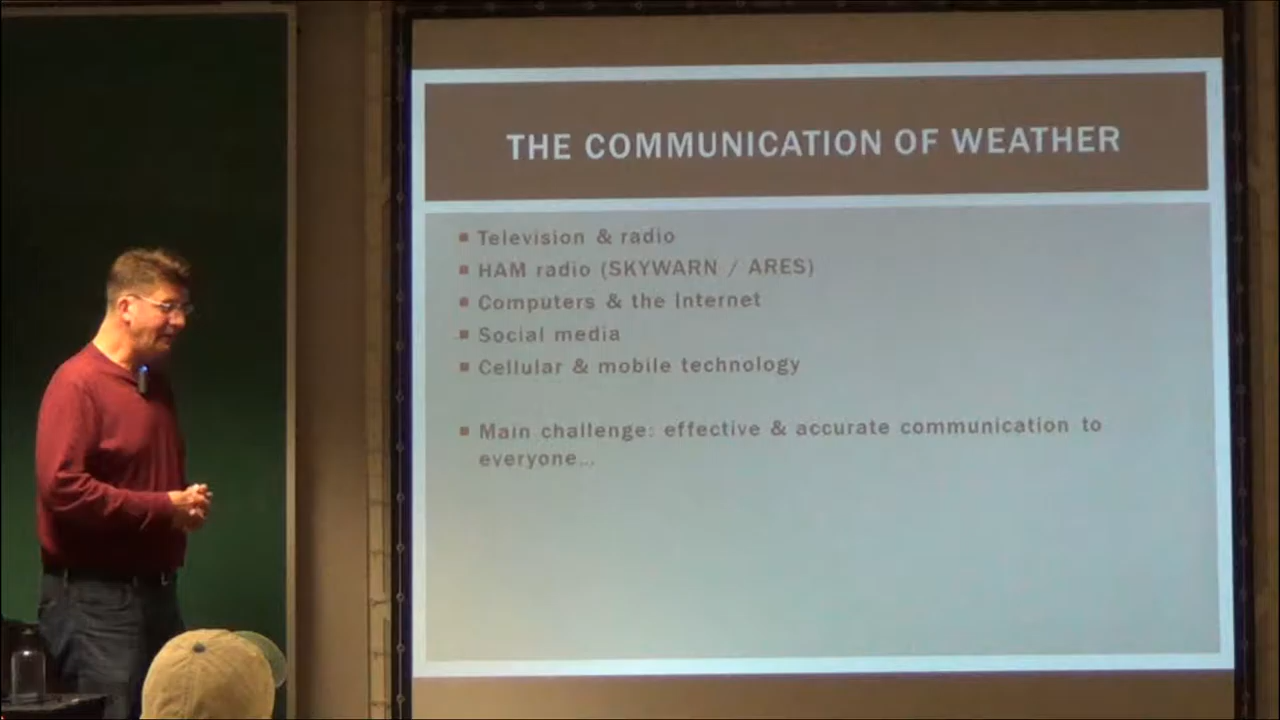 THE COMMUNICATION OF WEATHER
Television & radio
HAM radio (SKYWARN / ARES)
Computers & the Internet
Social media
Cellular & mobile technology
Main challenge: effective & accurate communication to
everyone...